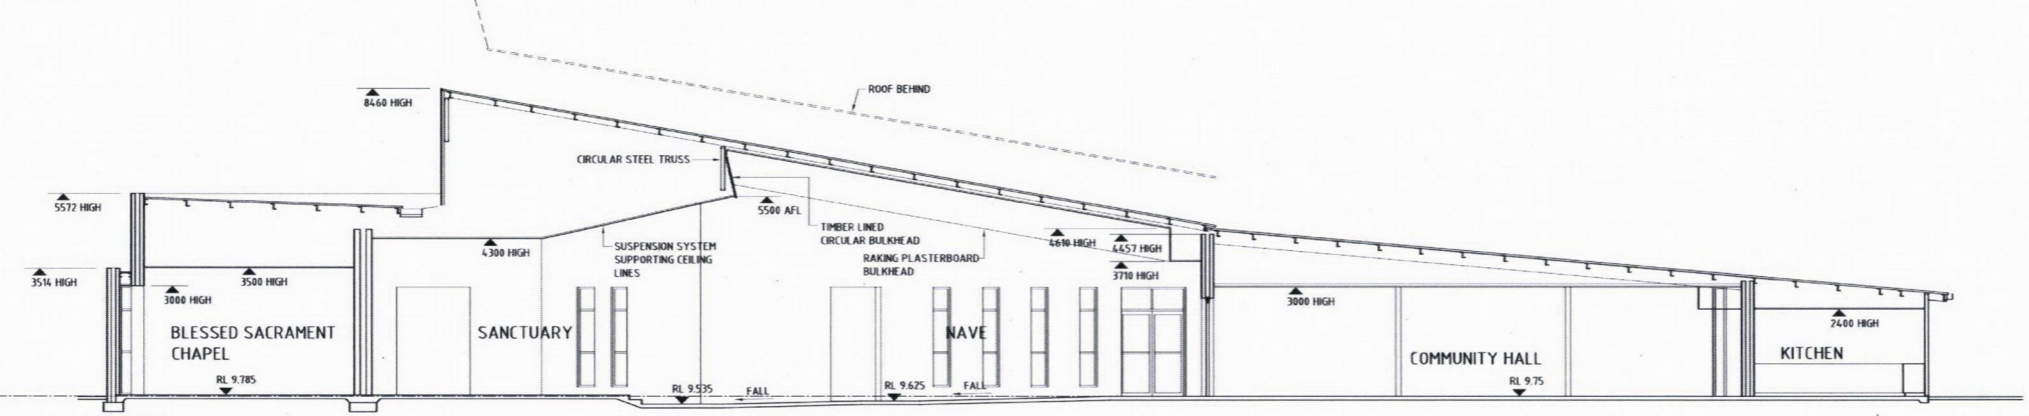 ROOF BEHIND
8460 HIGH
CIRCULAR STEEL TRUSS
5572 HIGH
5500 AFL
TIMBER LINED
CIRCULAR BULKHEAD
4300 HIGH
SUSPENSION SYSTEM
SUPPORTING CEILING
LINES
RAKING PLASTERBOARD
BULKHEAD
4610 HIGH
4457 HIGH
3710 HIGH
3514 HIGH
3500 HIGH
3000 HIGH
3000 HIGH
2400 HIGH
BLESSED SACRAMENT
CHAPEL
SANCTUARY
NAVE
COMMUNITY HALL
KITCHEN
RL 9.785
RL 9.535
FALL
RL 9.625
FALL
RL 9.75